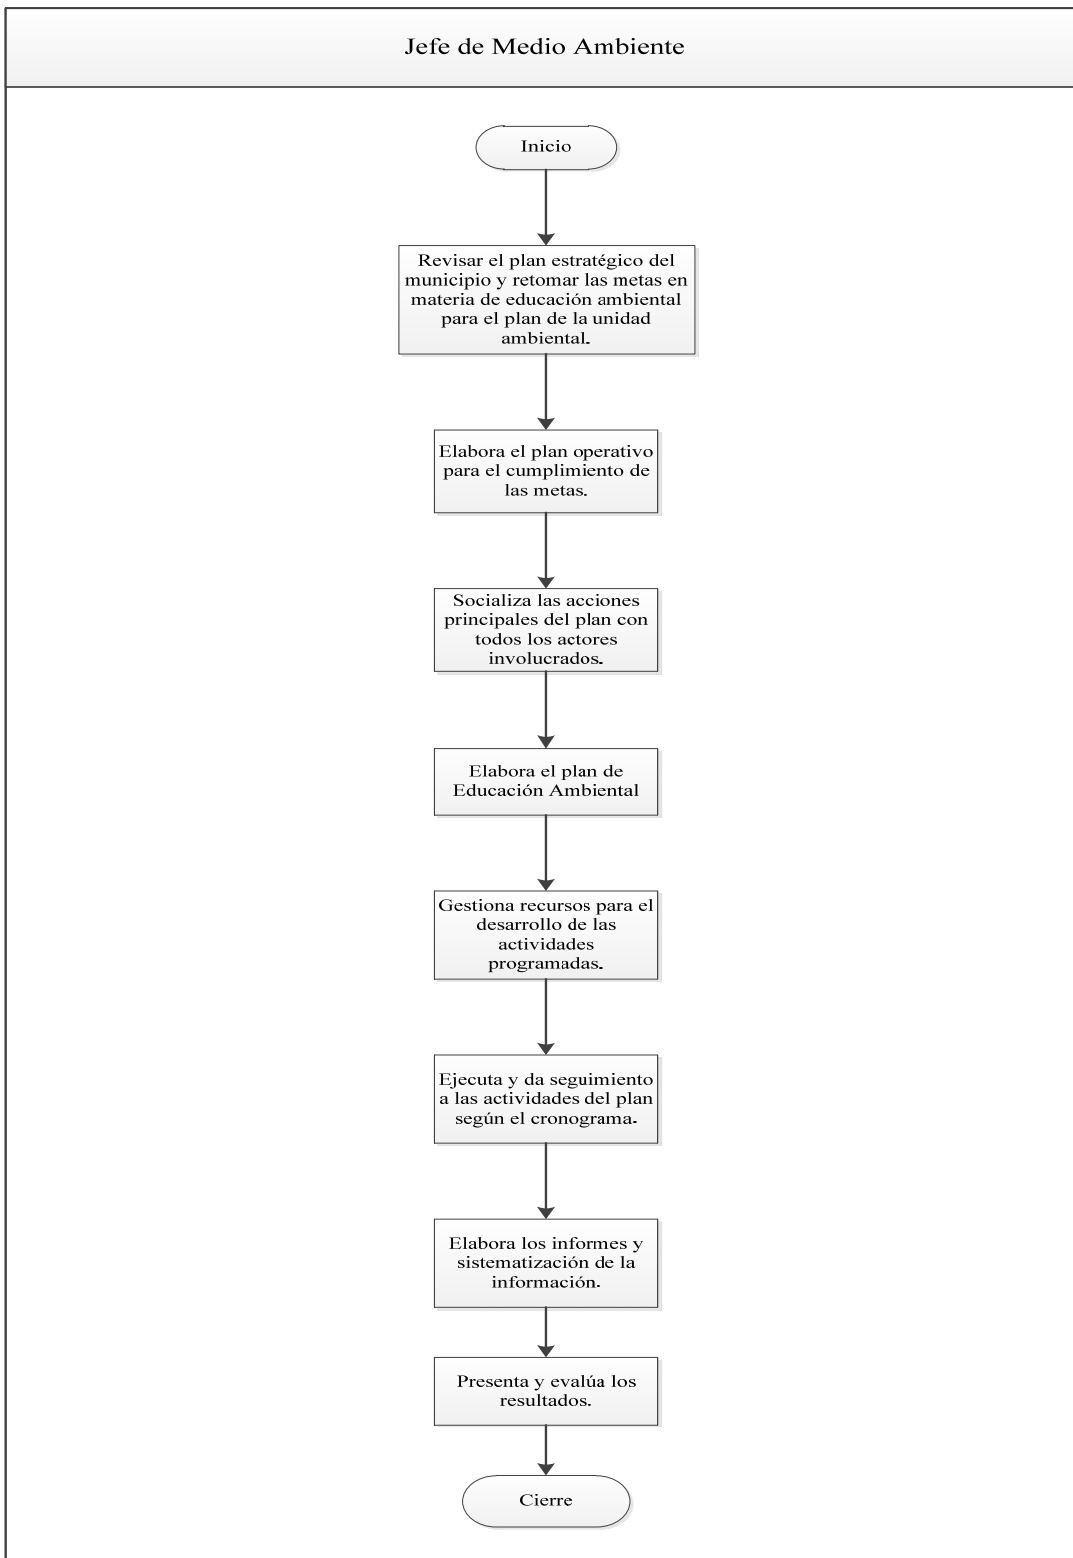 Jefe de Medio Ambiente
Inicio
Revisar el plan estratégico del
municipio y retomar las metas en
materia de educación ambiental
para el plan de la unidad
ambiental.
Elabora el plan operativo
para el cumplimiento de
las metas.
Socializa las acciones
principales del plan con
todos los actores
involucrados.
Elabora el plan de
Educación Ambiental
Gestiona recursos para el
desarrollo de las
actividades
programadas.
Ejecuta y da seguimiento
a las actividades del plan
según el cronograma.
Elabora los informes y
sistematización de la
información.
Presenta y evalúa los
resultados.
Cierre